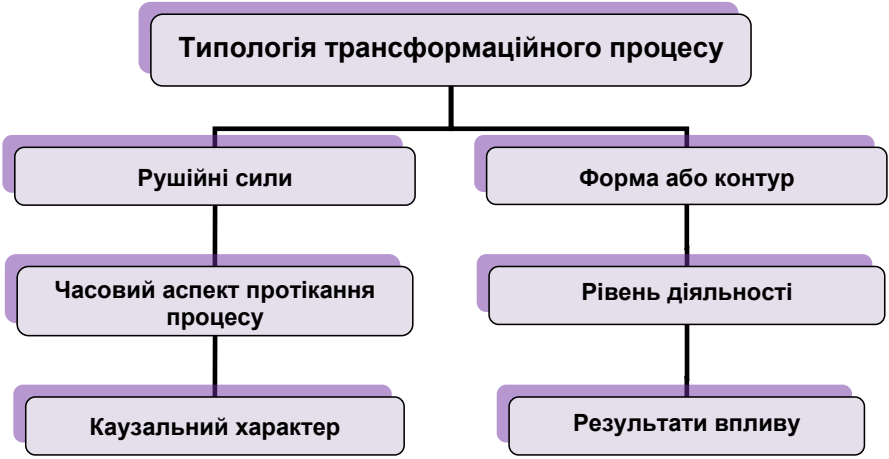 Типологія трансформаційного процесу
Рушійні сили
Форма або контур
Часовий аспект протікання
процесу
Рівень діяльності
Каузальний характер
Результати впливу